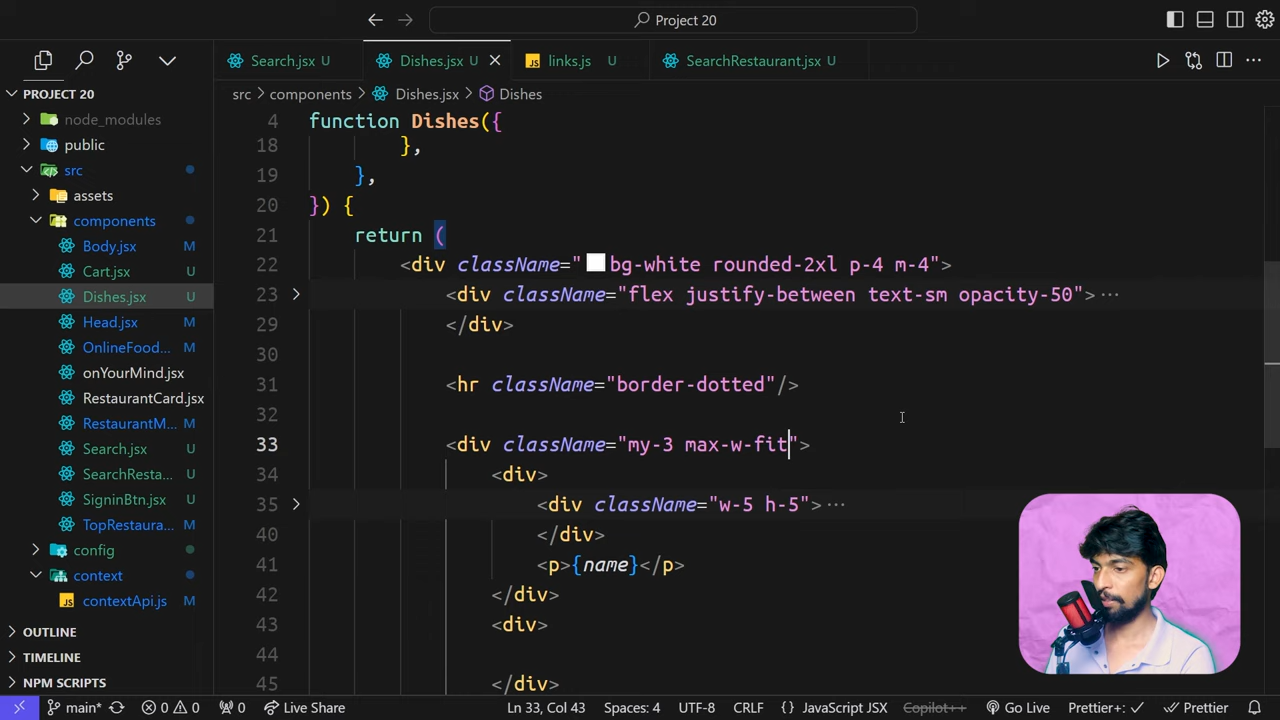 Project 20
Search.jsx U
Dishes.jsx U
JS links.js U
SearchRestaurant.jsx U
src > components > Dishes.jsx > Dishes
PROJECT 20
node_modules
public
src
assets
components
Body.jsx M
Cart.jsx U
Dishes.jsx U
Head.jsx M
OnlineFood... M
onYourMind.jsx
RestaurantCard.jsx
RestaurantM... M
Search.jsx U
SearchResta... U
SigninBtn.jsx U
TopRestaura... M
config
context
JS contextApi.js M
OUTLINE
TIMELINE
NPM SCRIPTS
4 function Dishes({
18 },
19 },
20 }) {
21 return (
22 <div className="bg-white rounded-2xl p-4 m-4">
23 <div className="flex justify-between text-sm opacity-50">...
29 </div>
30
31 <hr className="border-dotted"/>
32
33 <div className="my-3 max-w-fit">
34 <div>
35 <div className="w-5 h-5">...
40 </div>
41 <p>{name}</p>
42 </div>
43 <div>
44
45 </div>
main* 0 0 0 Live Share Ln 33, Col 43 Spaces: 4 UTF-8 CRLF {} JavaScript JSX Copilot++ Go Live Prettier+: Prettier